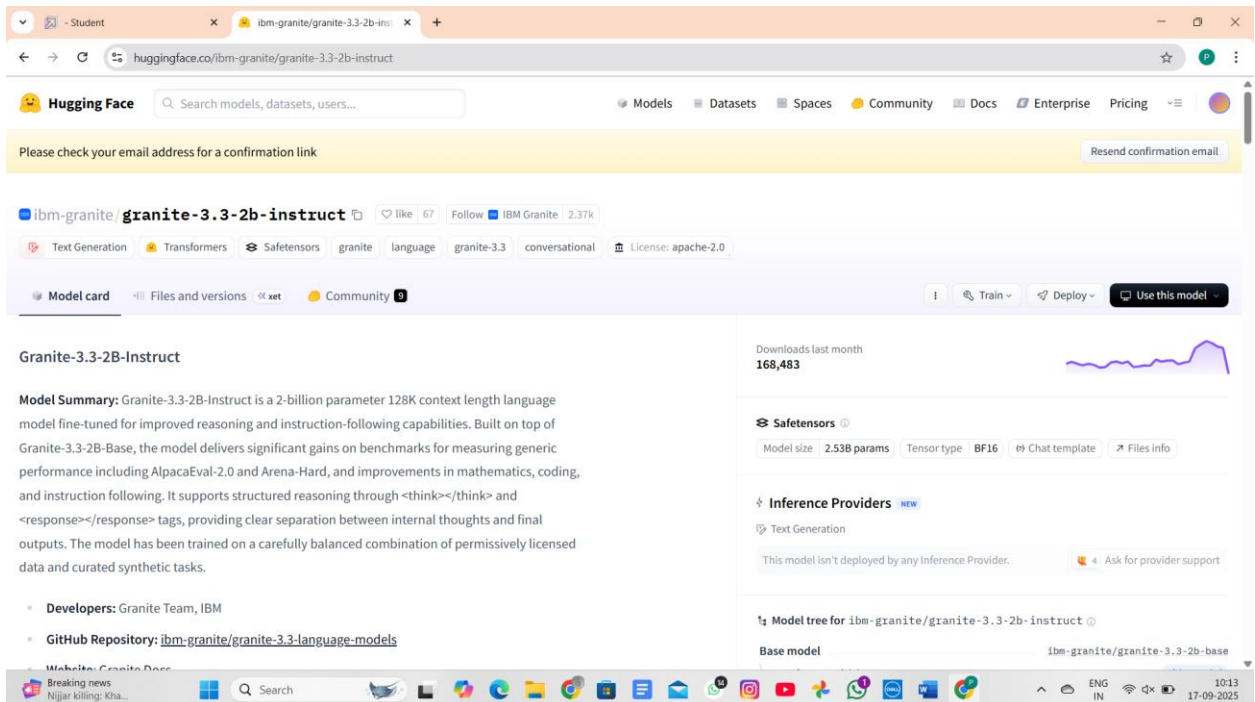 - Student
ibm-granite/granite-3.3-2b-inst
huggingface.co/ibm-granite/granite-3.3-2b-instruct
P
Hugging Face
Search models, datasets, users...
Models Datasets Spaces Community Docs Enterprise Pricing
Please check your email address for a confirmation link
Resend confirmation email
ibm-granite/granite-3.3-2b-instruct like 67 Follow IBM Granite 2.37k
Text Generation Transformers Safetensors granite language granite-3.3 conversational License: apache-2.0
Model card Files and versions xet Community 9
Train Deploy Use this model
Granite-3.3-2B-Instruct
Model Summary: Granite-3.3-2B-Instruct is a 2-billion parameter 128K context length language
model fine-tuned for improved reasoning and instruction-following capabilities. Built on top of
Granite-3.3-2B-Base, the model delivers significant gains on benchmarks for measuring generic
performance including AlpacaEval-2.0 and Arena-Hard, and improvements in mathematics, coding,
and instruction following. It supports structured reasoning through <think></think> and
<response></response> tags, providing clear separation between internal thoughts and final
outputs. The model has been trained on a carefully balanced combination of permissively licensed
data and curated synthetic tasks.
Developers: Granite Team, IBM
GitHub Repository: ibm-granite/granite-3.3-language-models
Website: Granite Docs
Downloads last month
168,483
Safetensors
Model size 2.53B params Tensor type BF16 Chat template Files info
Inference Providers NEW
Text Generation
This model isn't deployed by any Inference Provider.
4 Ask for provider support
Model tree for ibm-granite/granite-3.3-2b-instruct
Base model
ibm-granite/granite-3.3-2b-base
Breaking news
Nijjar killing: Kha...
Search
ENG
IN
10:13
17-09-2025